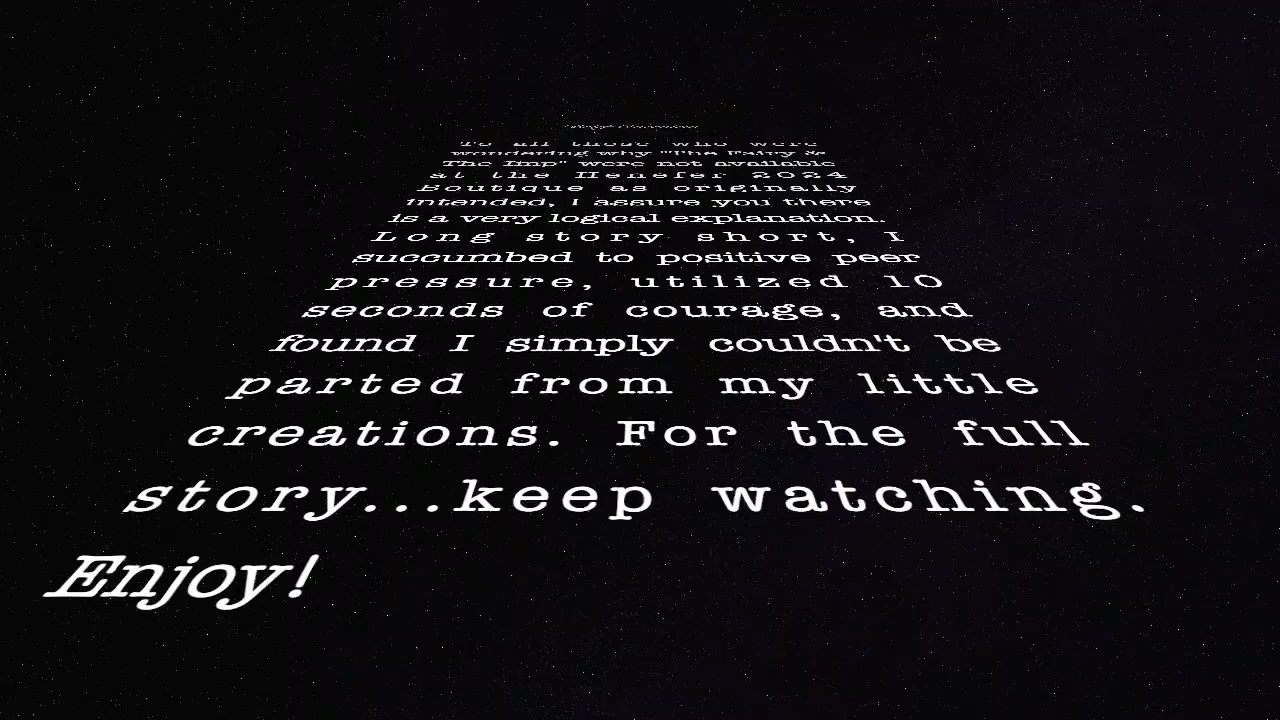 To all those who were
wondering why "The Fairy &
The Imp" were not available
at the Henefer 2024
Boutique as originally
intended, I assure you there
is a very logical explanation.
Long story short, I
succumbed to positive peer
pressure, utilized 10
seconds of courage, and
found I simply couldn't be
parted from my little
creations. For the full
story...keep watching.
Enjoy!